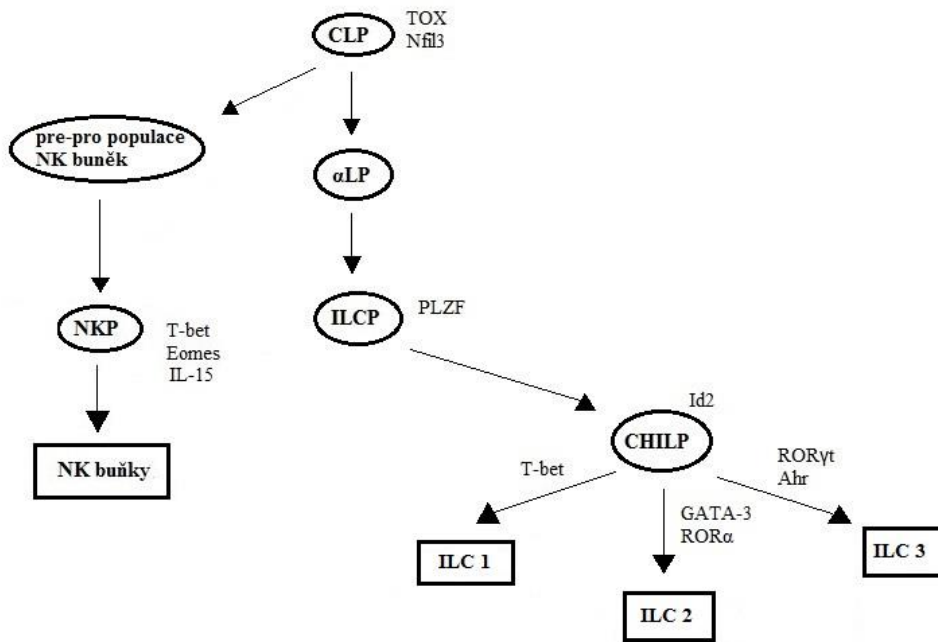 CLP
TOX
Nfil3
pre-pro populace
NK buněk
αLP
NKP
T-bet
Eomes
IL-15
ILCP
PLZF
NK buňky
Id2
CHILP
T-bet
GATA-3
RORα
RORγt
Ahr
ILC 1
ILC 2
ILC 3